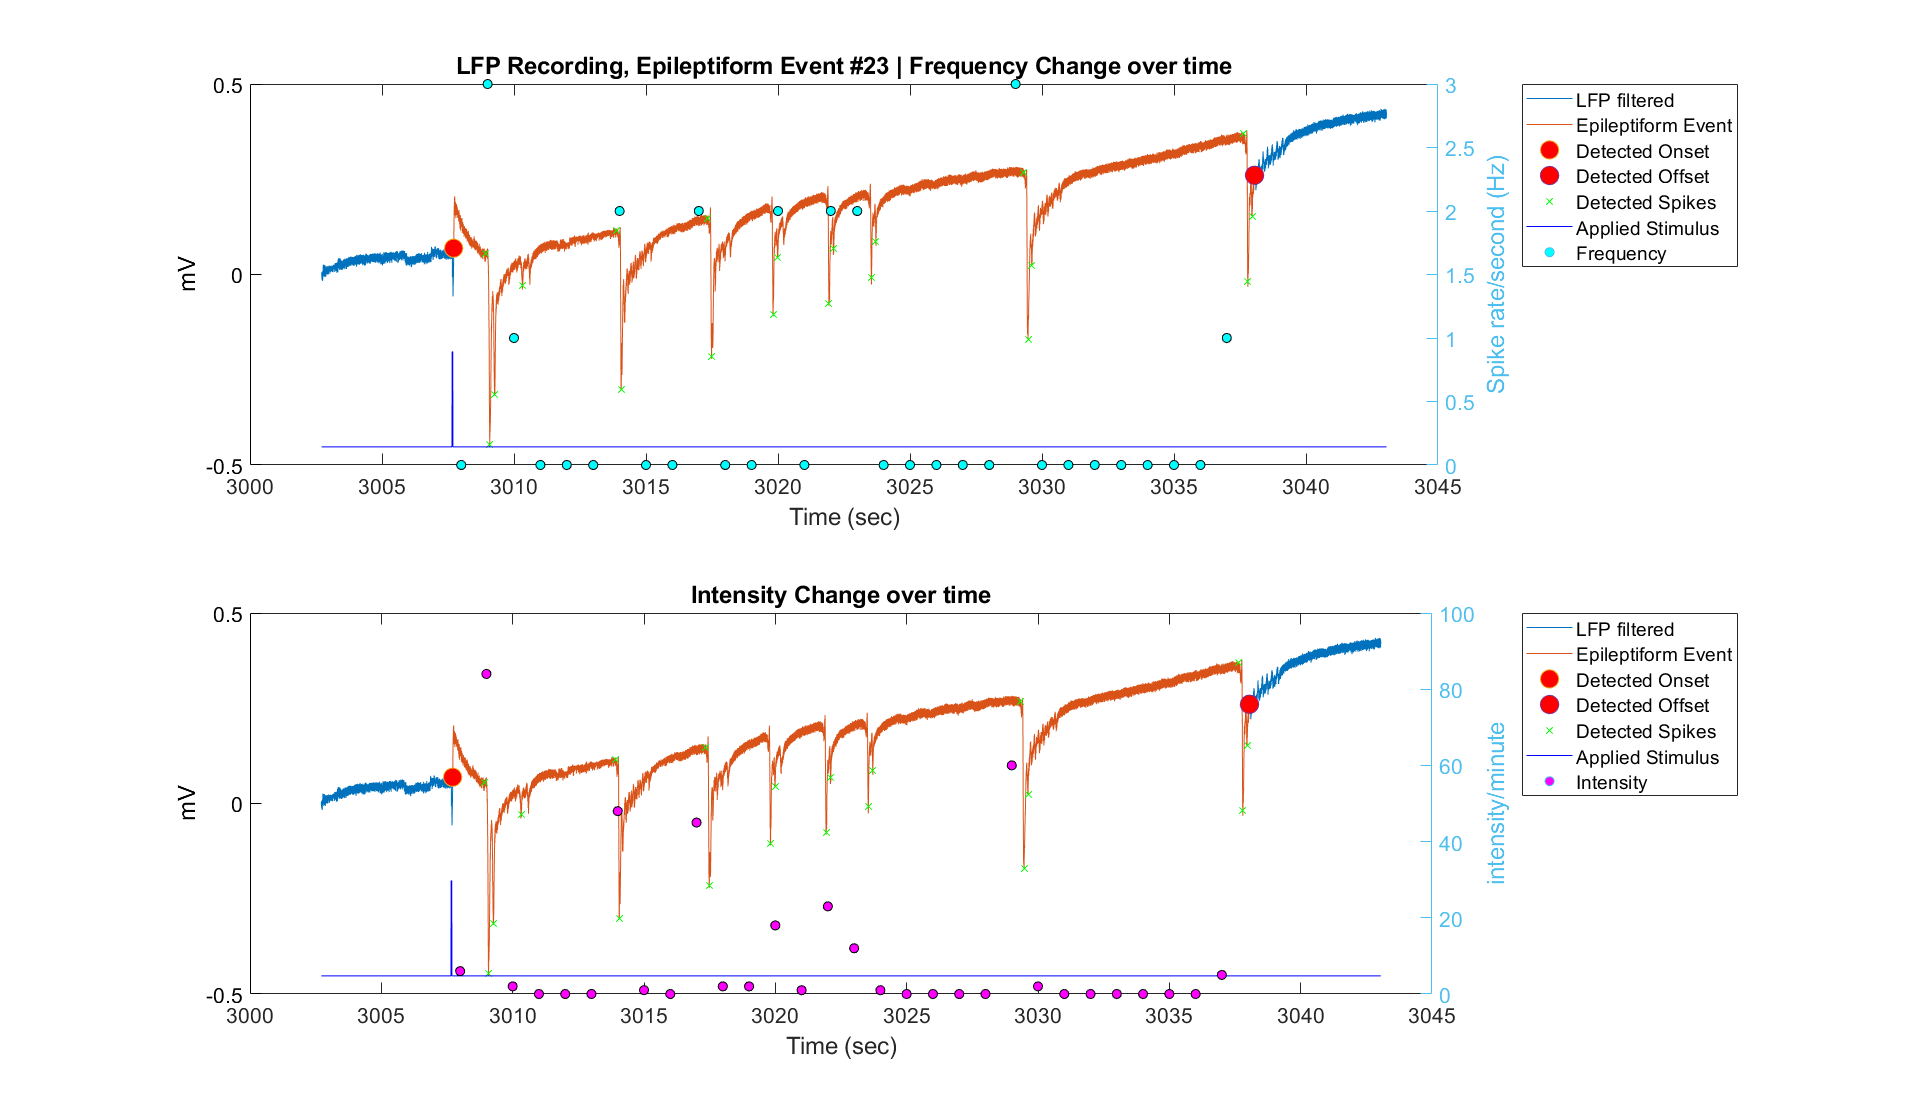 LFP Recording, Epileptiform Event #23 | Frequency Change over time
0.5
0
-0.5
mV
3000 3005 3010 3015 3020 3025 3030 3035 3040 3045
Time (sec)
3
2.5
2
1.5
1
0.5
0
Spike rate/second (Hz)
LFP filtered
Epileptiform Event
Detected Onset
Detected Offset
Detected Spikes
Applied Stimulus
Frequency
Intensity Change over time
0.5
0
-0.5
mV
3000 3005 3010 3015 3020 3025 3030 3035 3040 3045
Time (sec)
100
80
60
40
20
0
intensity/minute
LFP filtered
Epileptiform Event
Detected Onset
Detected Offset
Detected Spikes
Applied Stimulus
Intensity